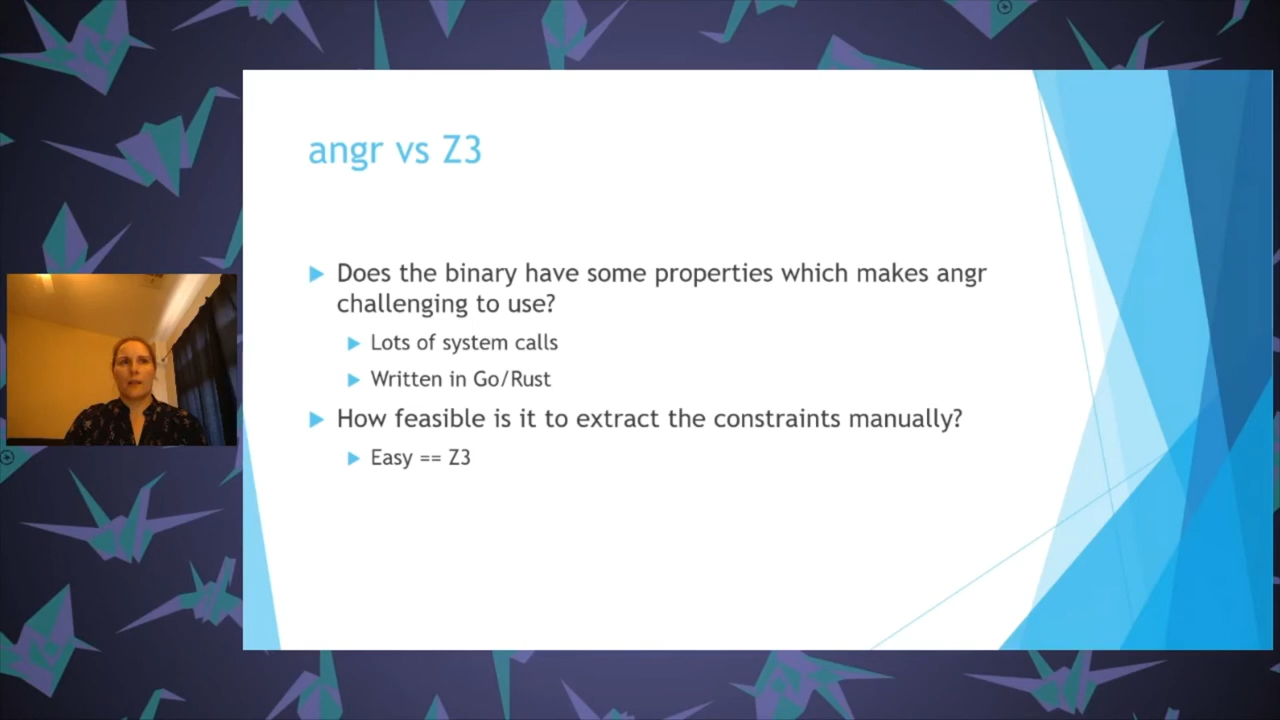 angr vs Z3
Does the binary have some properties which makes angr
challenging to use?
Lots of system calls
Written in Go/Rust
How feasible is it to extract the constraints manually?
Easy == Z3